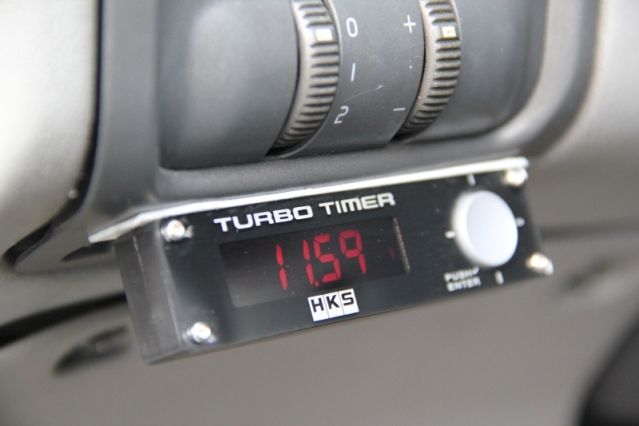 0 +
1
2 -
TURBO TIMER
11.59
HKS
PUSH
ENTER